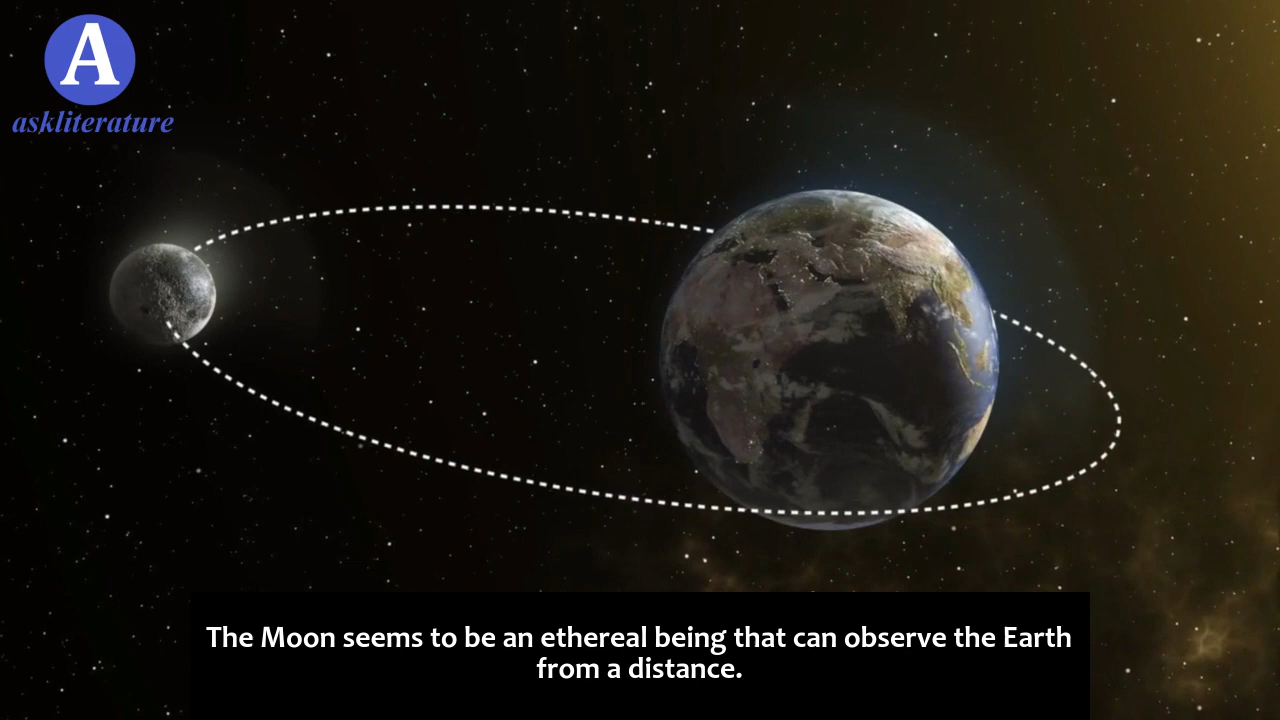 A
askliterature
The Moon seems to be an ethereal being that can observe the Earth
from a distance.